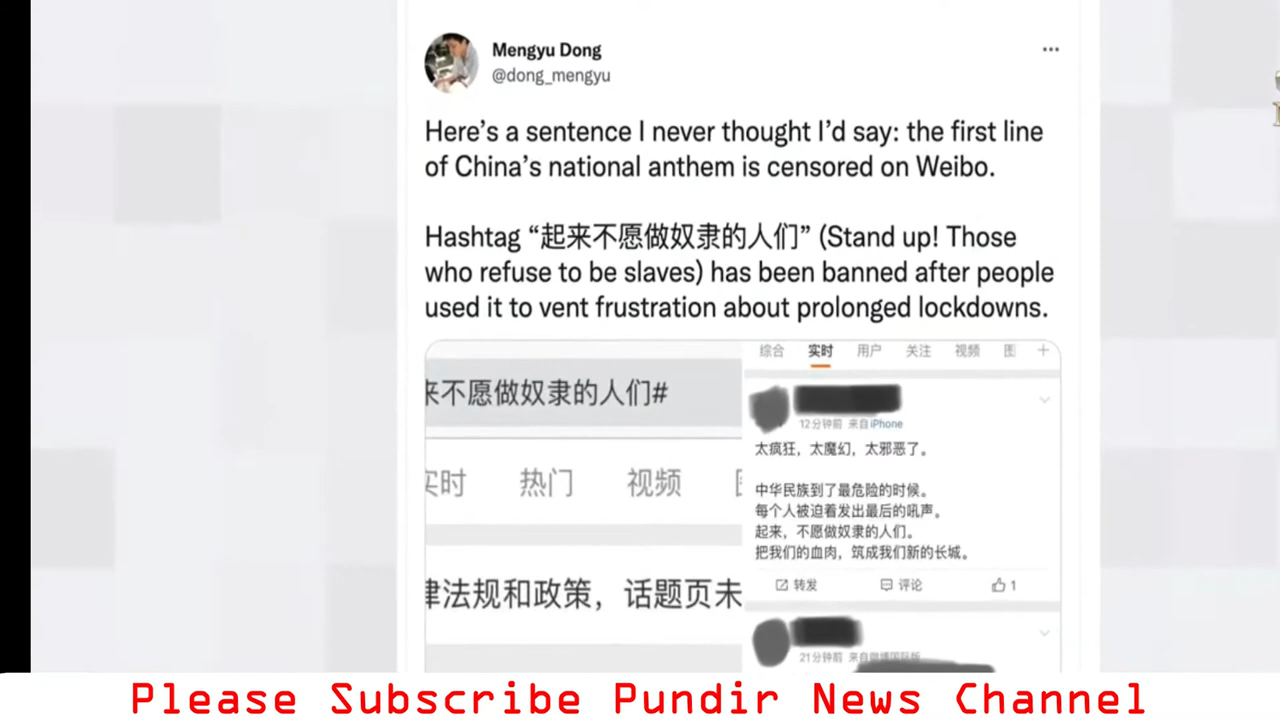 Mengyu Dong
@dong_mengyu
Here's a sentence I never thought I'd say: the first line
of China's national anthem is censored on Weibo.
Hashtag “起来不愿做奴隶的人们” (Stand up! Those
who refuse to be slaves) has been banned after people
used it to vent frustration about prolonged lockdowns.
来不愿做奴隶的人们#
实时 热门 视频
律法规和政策，话题页未
综合 实时 用户 关注 视频 图
12分钟前 来自iPhone
太疯狂，太魔幻，太邪恶了。
中华民族到了最危险的时候。
每个人被迫着发出最后的吼声。
起来，不愿做奴隶的人们。
把我们的血肉，筑成我们新的长城。
转发 评论 1
21分钟前 来自微博国际版
Please Subscribe Pundir News Channel